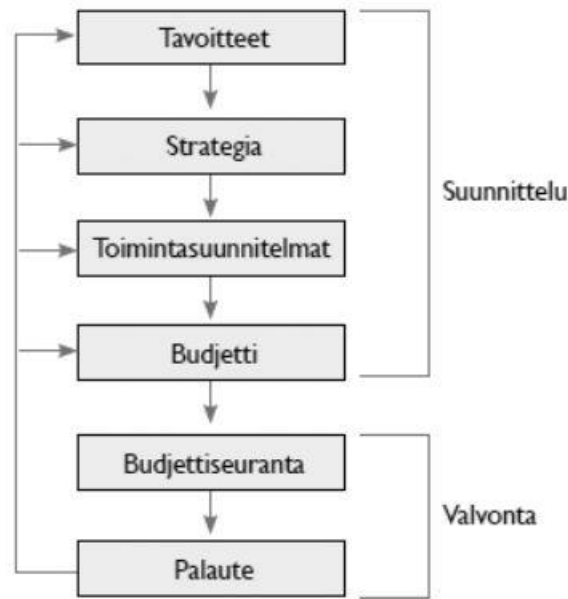 Tavoitteet
Strategia
Toimintasuunnitelmat
Budjetti
Suunnittelu
Budjettiseuranta
Palaute
Valvonta